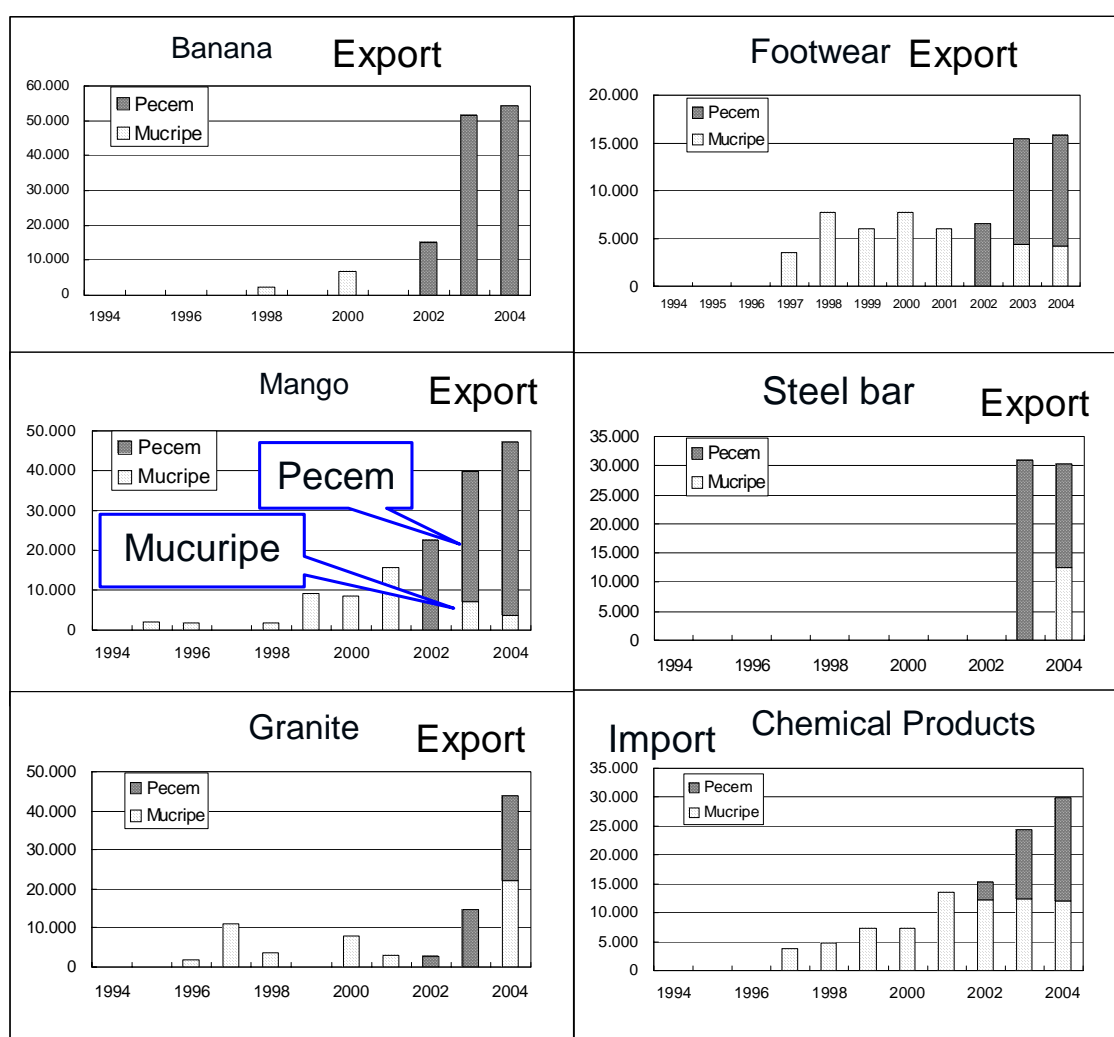 Banana Export
60.000
50.000
40.000
30.000
20.000
10.000
0
Pecem
Mucripe
1994 1996 1998 2000 2002 2004
Footwear Export
20.000
15.000
10.000
5.000
0
Pecem
Mucripe
1994 1995 1996 1997 1998 1999 2000 2001 2002 2003 2004
Mango Export
50.000
40.000
30.000
20.000
10.000
0
Pecem
Mucripe
Pecem
Mucuripe
1994 1996 1998 2000 2002 2004
Steel bar Export
35.000
30.000
25.000
20.000
15.000
10.000
5.000
0
Pecem
Mucripe
1994 1996 1998 2000 2002 2004
Granite Export
50.000
40.000
30.000
20.000
10.000
0
Pecem
Mucripe
1994 1996 1998 2000 2002 2004
Import Chemical Products
35.000
30.000
25.000
20.000
15.000
10.000
5.000
0
Pecem
Mucripe
1994 1996 1998 2000 2002 2004